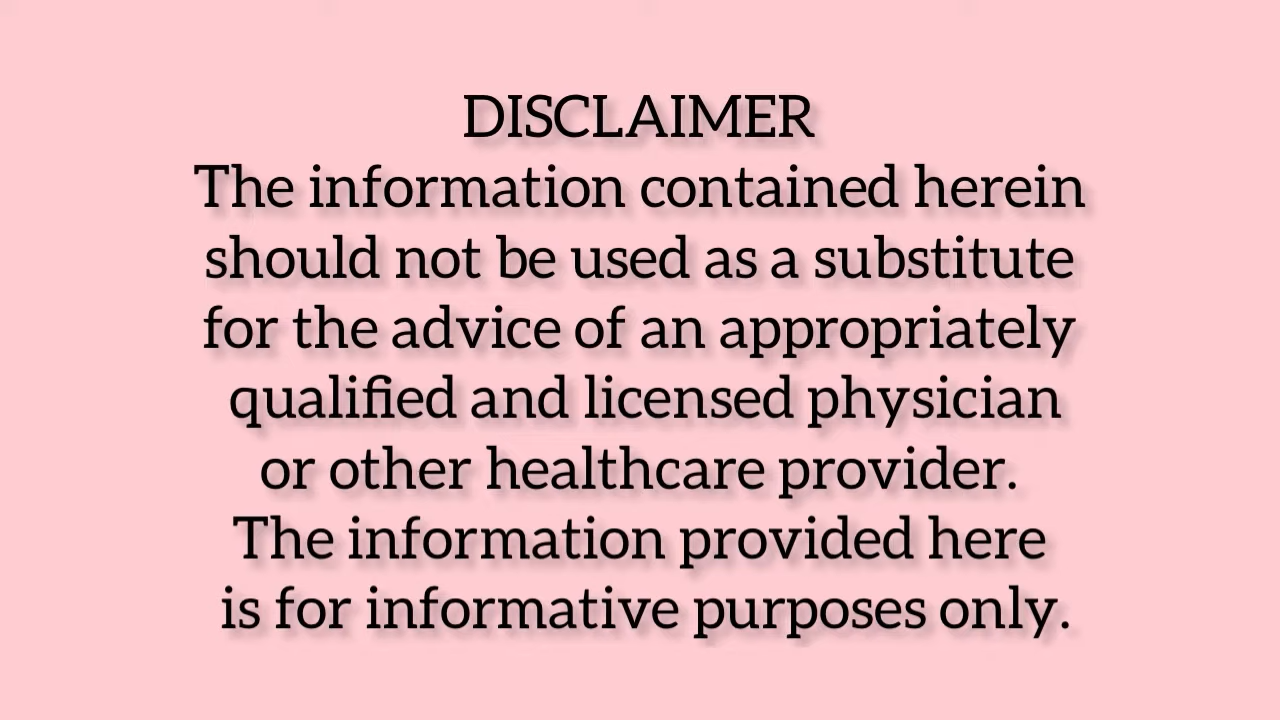 DISCLAIMER
The information contained herein
should not be used as a substitute
for the advice of an appropriately
qualified and licensed physician
or other healthcare provider.
The information provided here
is for informative purposes only.